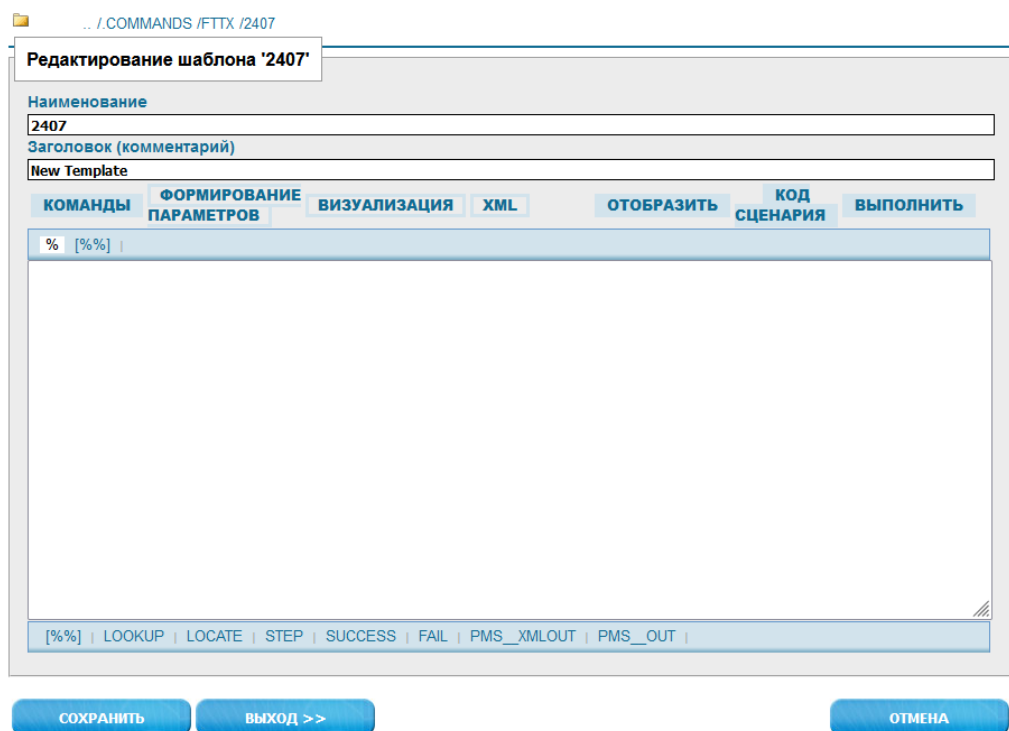 .. /.COMMANDS /FTTX /2407
Редактирование шаблона '2407'
Наименование
2407
Заголовок (комментарий)
New Template
КОМАНДЫ ФОРМИРОВАНИЕ ПАРАМЕТРОВ ВИЗУАЛИЗАЦИЯ XML ОТОБРАЗИТЬ КОД СЦЕНАРИЯ ВЫПОЛНИТЬ
% [%%] |
[%%] | LOOKUP | LOCATE | STEP | SUCCESS | FAIL | PMS__XMLOUT | PMS__OUT |
СОХРАНИТЬ ВЫХОД >> ОТМЕНА